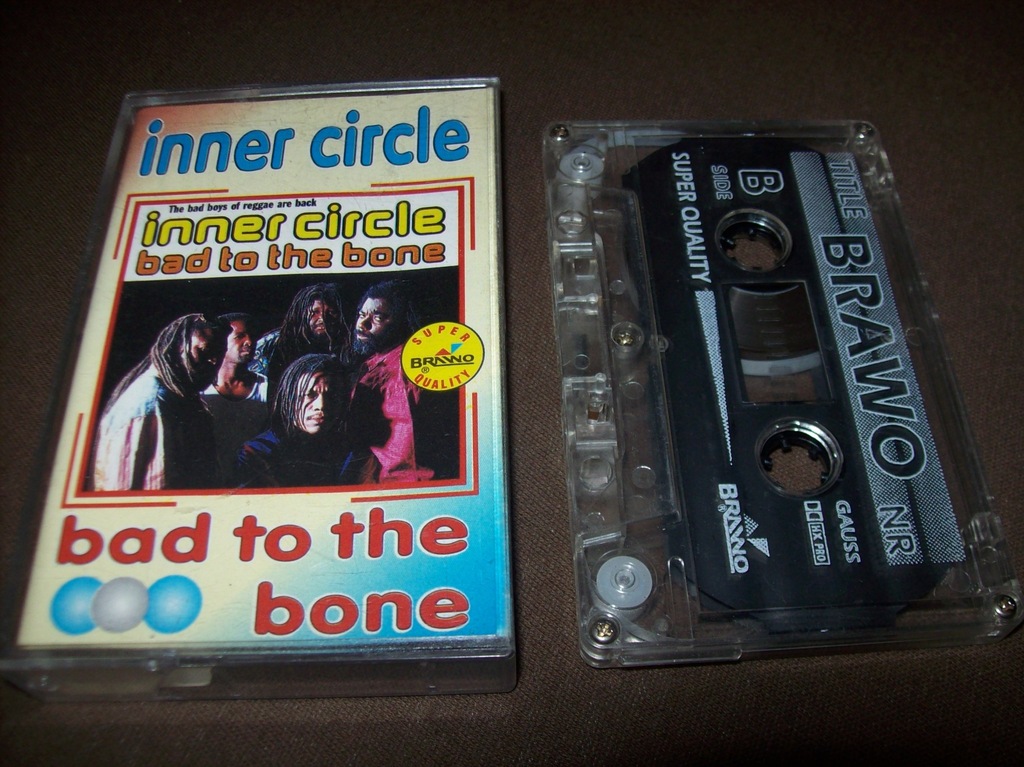 inner circle
The bad boys of reggae are back
inner circle
bad to the bone
SUPER
BRAWO
®
QUALITY
bad to the
bone
TITLE BRAWO NR
B
SIDE
SUPER QUALITY
BRAWO
GAUSS
HX PRO